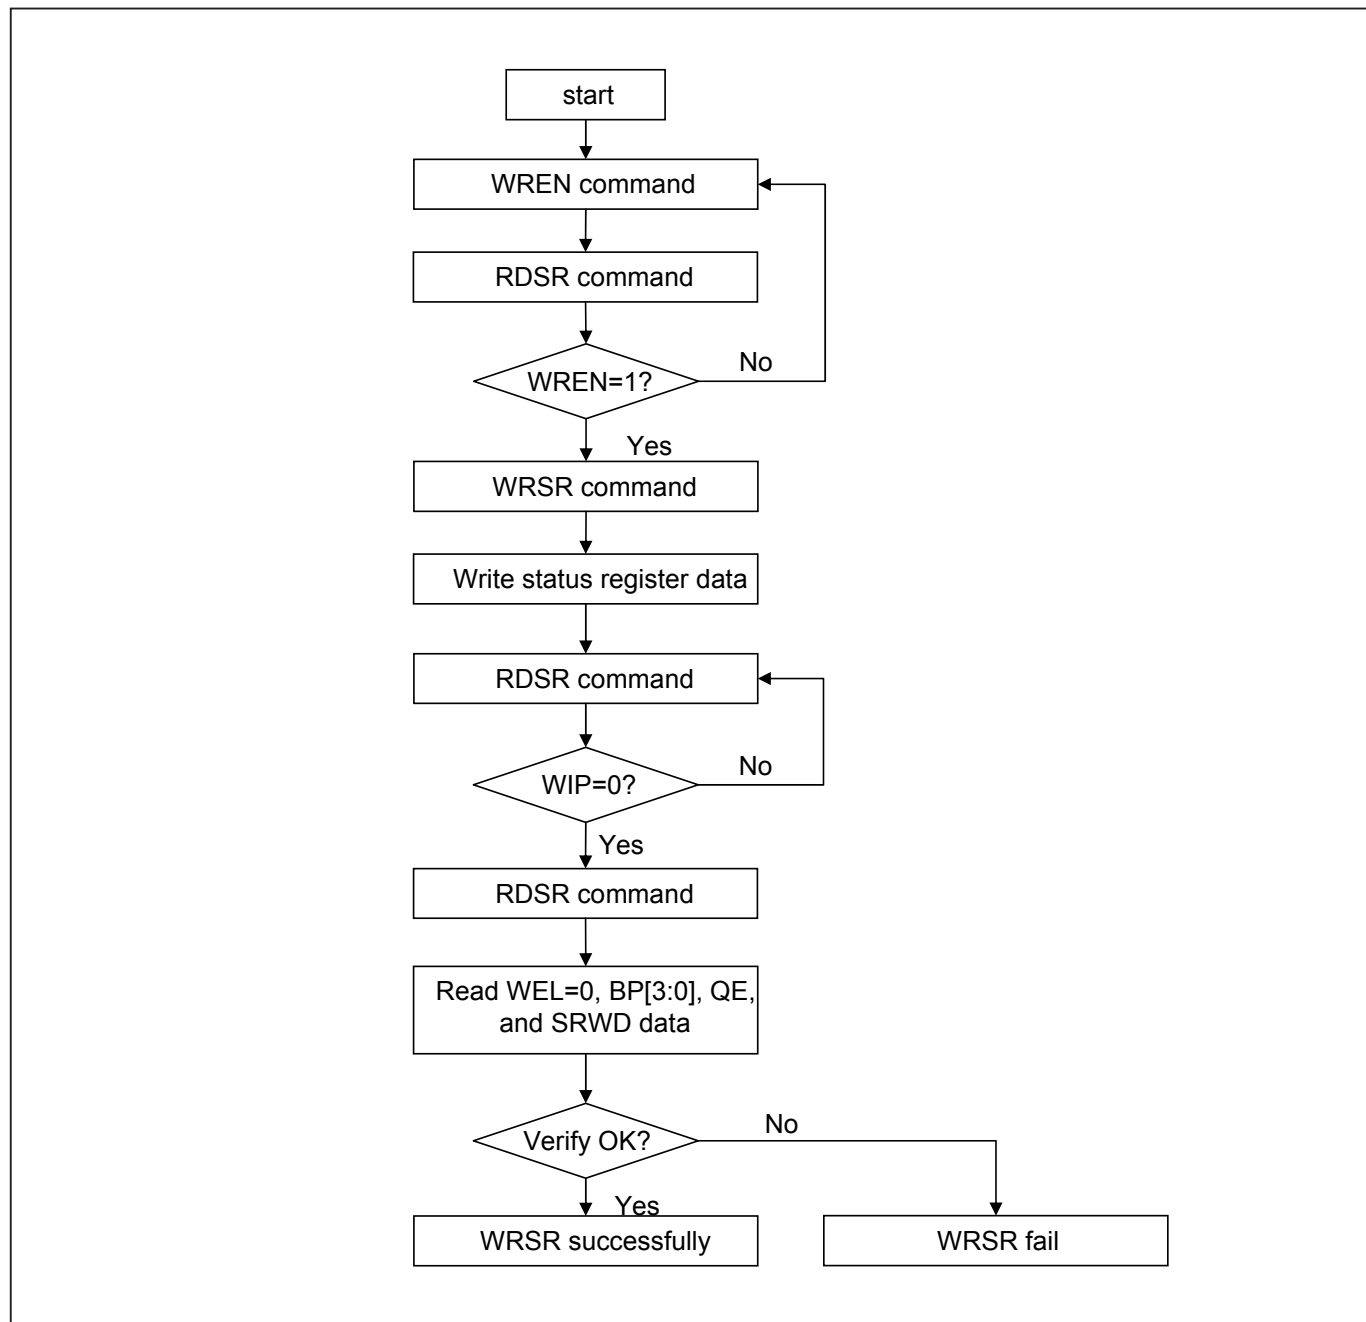 start
WREN command
RDSR command
WREN=1?
No
Yes
WRSR command
Write status register data
RDSR command
WIP=0?
No
Yes
RDSR command
Read WEL=0, BP[3:0], QE,
and SRWD data
Verify OK?
No
Yes
WRSR successfully
WRSR fail